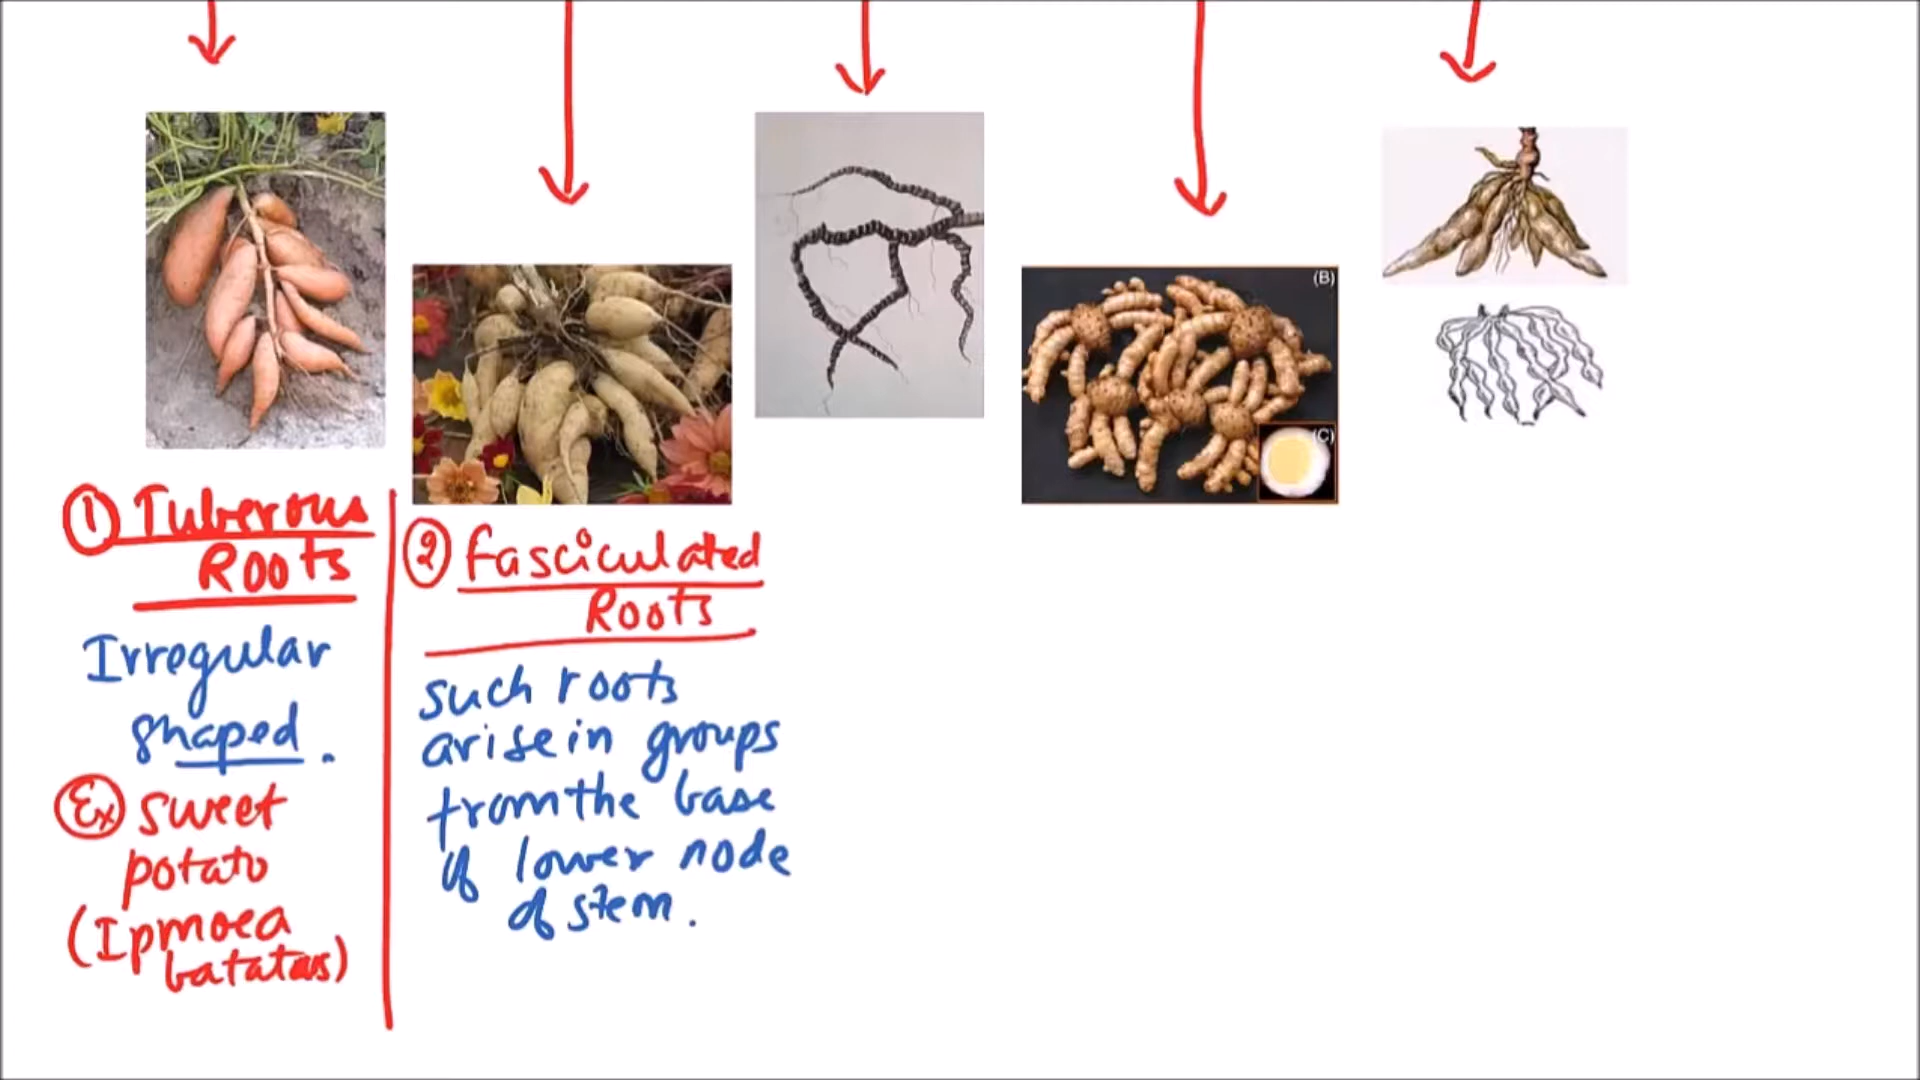 (B)
(C)
① Tuberous
Roots
Irregular
shaped.
Ex sweet
potato
(Ipmoea
batatas)
② Fasciculated
Roots
such roots
arise in groups
from the base
of lower node
of stem.